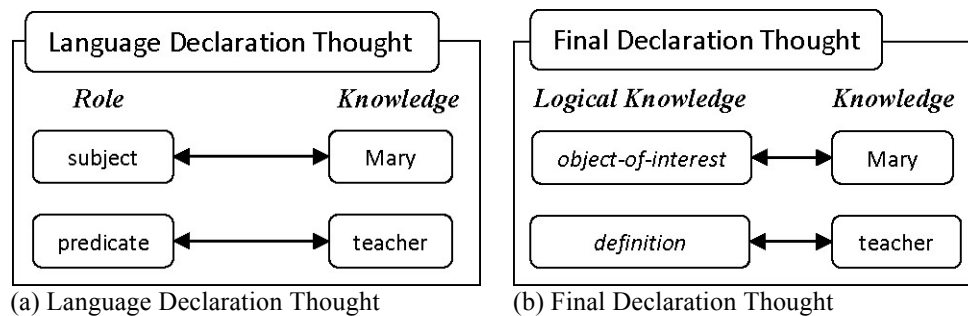 Language Declaration Thought
Role Knowledge
subject Mary
predicate teacher
(a) Language Declaration Thought
Final Declaration Thought
Logical Knowledge Knowledge
object-of-interest Mary
definition teacher
(b) Final Declaration Thought